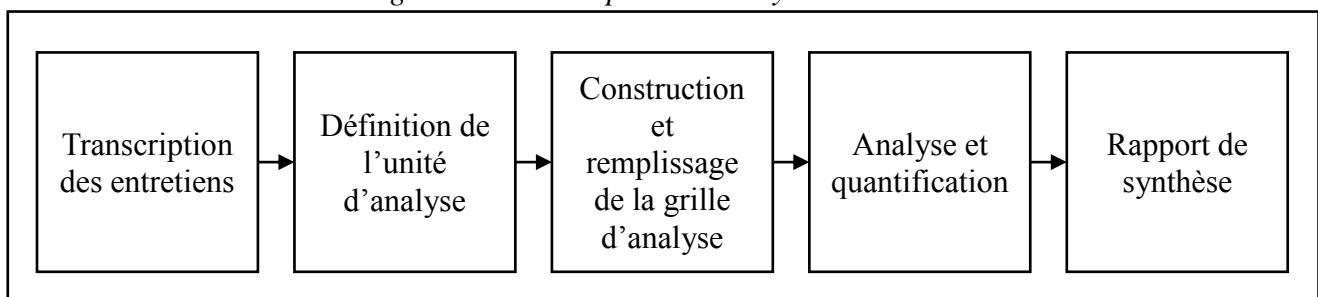 Transcription
des entretiens
Définition de
l’unité
d’analyse
Construction
et
remplissage
de la grille
d’analyse
Analyse et
quantification
Rapport de
synthèse